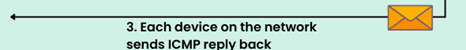 3. Each device on the network
sends ICMP reply back